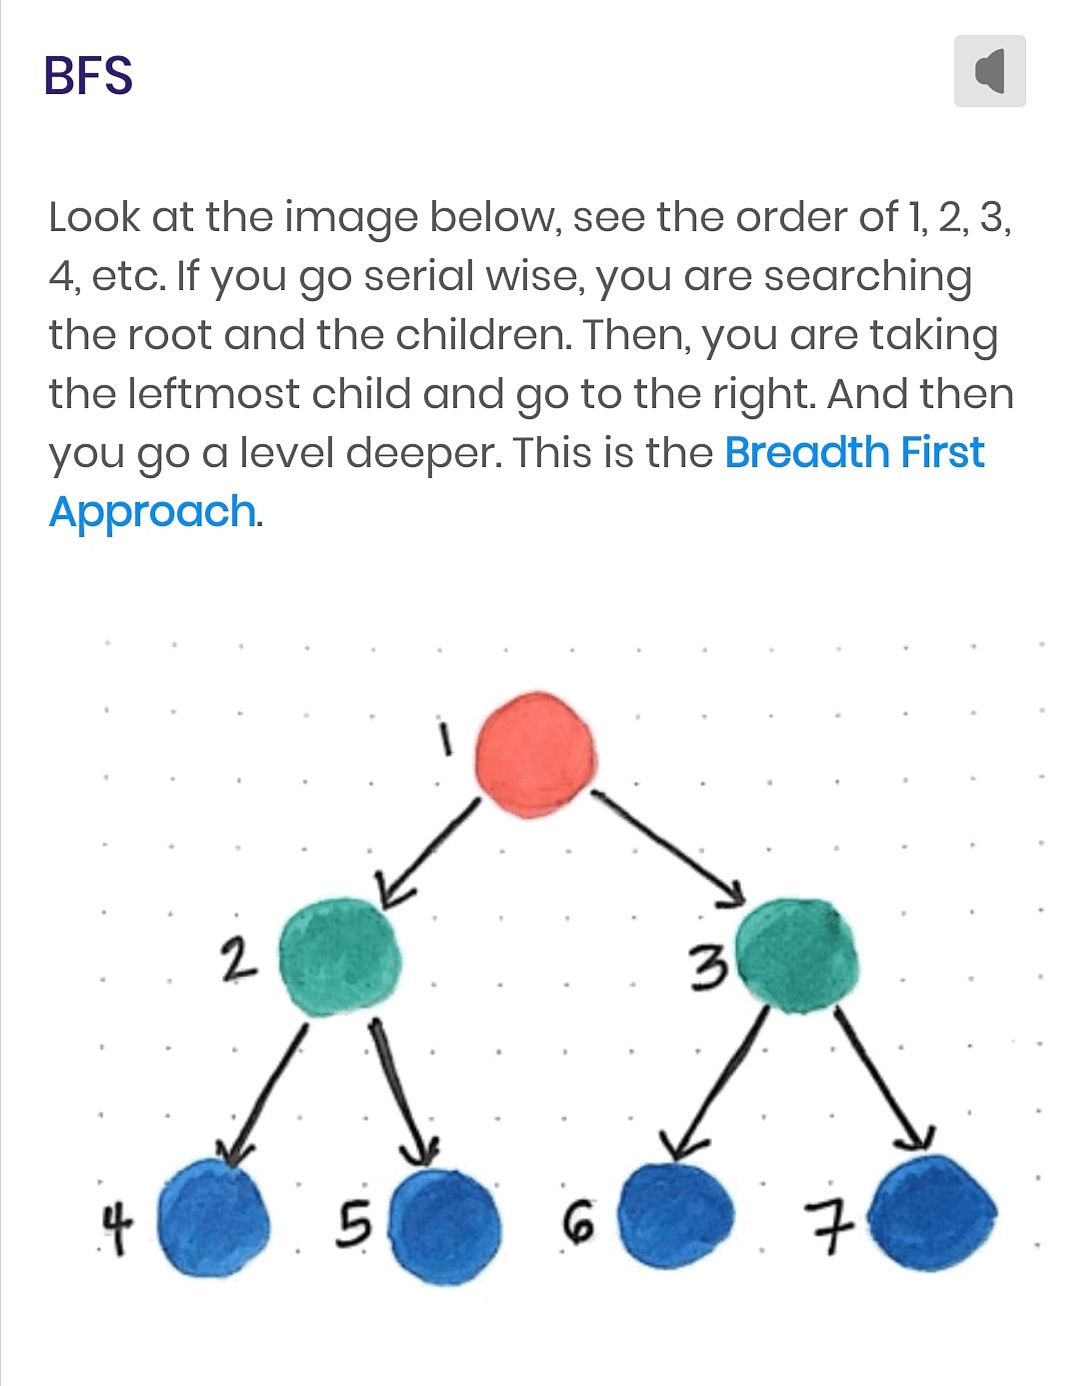 BFS
Look at the image below, see the order of 1, 2, 3,
4, etc. If you go serial wise, you are searching
the root and the children. Then, you are taking
the leftmost child and go to the right. And then
you go a level deeper. This is the Breadth First
Approach.
1
2
3
4
5
6
7